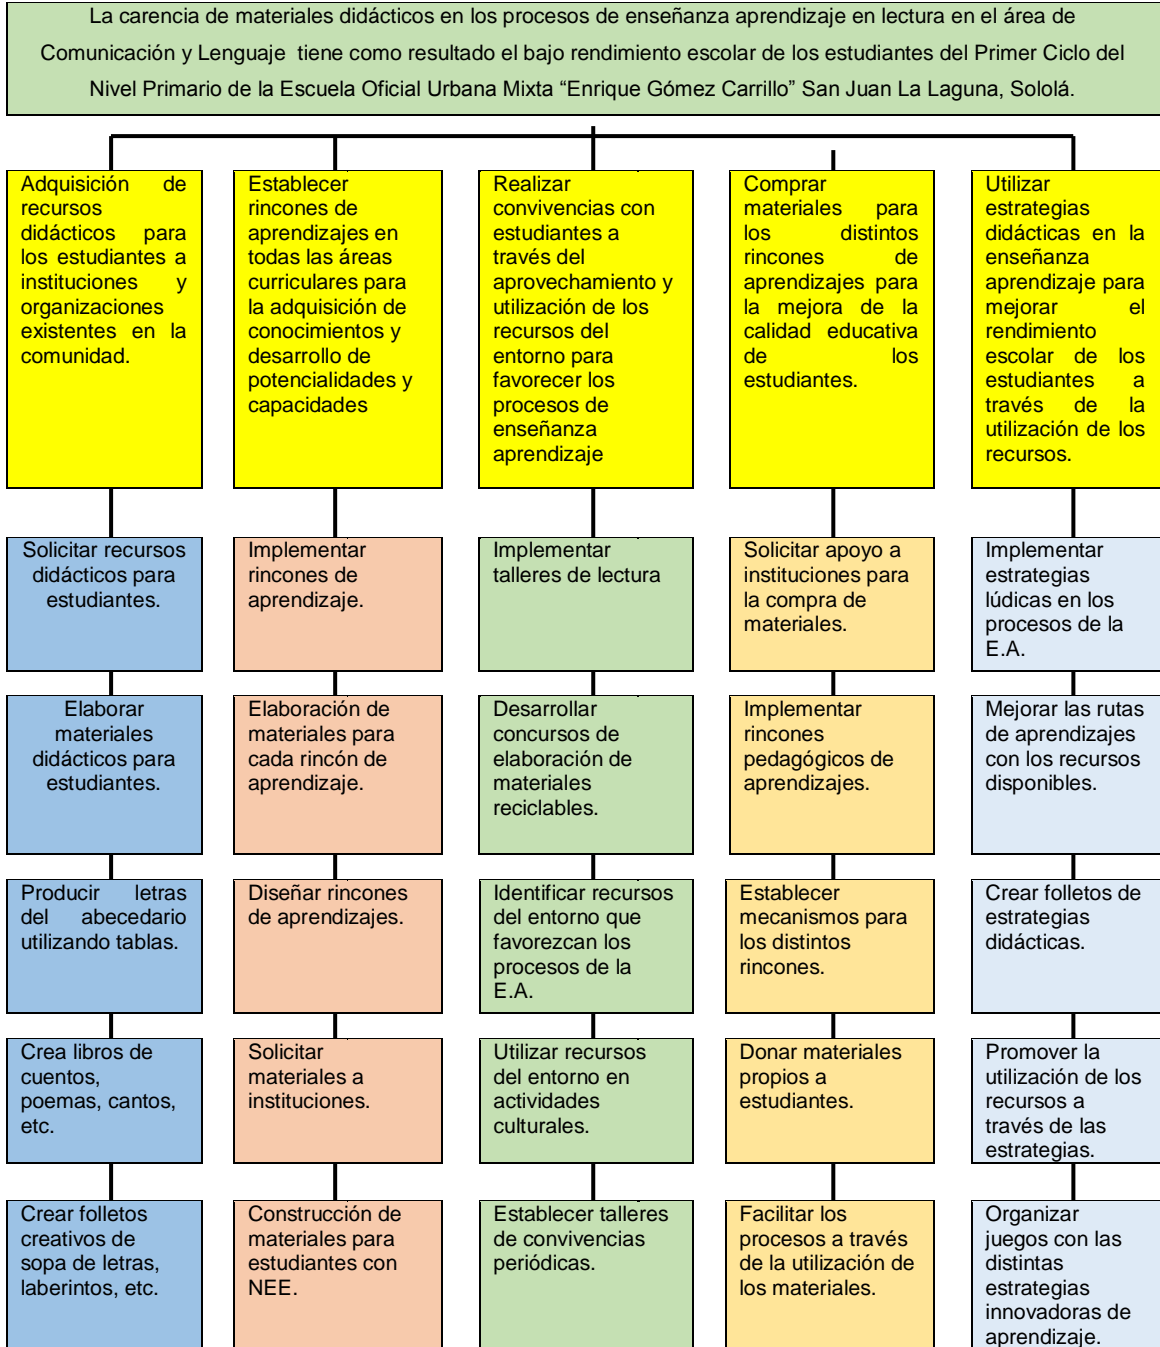 La carencia de materiales didácticos en los procesos de enseñanza aprendizaje en lectura en el área de
Comunicación y Lenguaje tiene como resultado el bajo rendimiento escolar de los estudiantes del Primer Ciclo del
Nivel Primario de la Escuela Oficial Urbana Mixta “Enrique Gómez Carrillo” San Juan La Laguna, Sololá.
Adquisición de
recursos
didácticos para
los estudiantes a
instituciones y
organizaciones
existentes en la
comunidad.
Establecer
rincones de
aprendizajes en
todas las áreas
curriculares para
la adquisición de
conocimientos y
desarrollo de
potencialidades y
capacidades
Realizar
convivencias con
estudiantes a
través del
aprovechamiento y
utilización de los
recursos del
entorno para
favorecer los
procesos de
enseñanza
aprendizaje
Comprar
materiales para
los distintos
rincones de
aprendizajes para
la mejora de la
calidad educativa
de los
estudiantes.
Utilizar
estrategias
didácticas en la
enseñanza
aprendizaje para
mejorar el
rendimiento
escolar de los
estudiantes a
través de la
utilización de los
recursos.
Solicitar recursos
didácticos para
estudiantes.
Implementar
rincones de
aprendizaje.
Implementar
talleres de lectura
Solicitar apoyo a
instituciones para
la compra de
materiales.
Implementar
estrategias
lúdicas en los
procesos de la
E.A.
Elaborar
materiales
didácticos para
estudiantes.
Elaboración de
materiales para
cada rincón de
aprendizaje.
Desarrollar
concursos de
elaboración de
materiales
reciclables.
Implementar
rincones
pedagógicos de
aprendizajes.
Mejorar las rutas
de aprendizajes
con los recursos
disponibles.
Producir letras
del abecedario
utilizando tablas.
Diseñar rincones
de aprendizajes.
Identificar recursos
del entorno que
favorezcan los
procesos de la
E.A.
Establecer
mecanismos para
los distintos
rincones.
Crear folletos de
estrategias
didácticas.
Crea libros de
cuentos,
poemas, cantos,
etc.
Solicitar
materiales a
instituciones.
Utilizar recursos
del entorno en
actividades
culturales.
Donar materiales
propios a
estudiantes.
Promover la
utilización de los
recursos a
través de las
estrategias.
Crear folletos
creativos de
sopa de letras,
laberintos, etc.
Construcción de
materiales para
estudiantes con
NEE.
Establecer talleres
de convivencias
periódicas.
Facilitar los
procesos a través
de la utilización de
los materiales.
Organizar
juegos con las
distintas
estrategias
innovadoras de
aprendizaje.